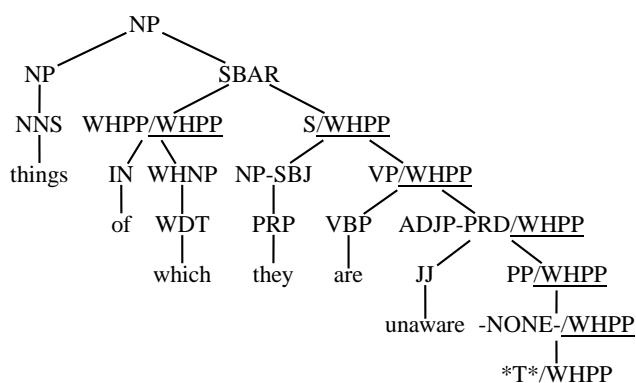 NP
NP SBAR
NNS WHPP/WHPP S/WHPP
things IN WHNP NP-SBJ VP/WHPP
of WDT PRP VBP ADJP-PRD/WHPP
which they are JJ PP/WHPP
unaware -NONE-/WHPP
*T*/WHPP